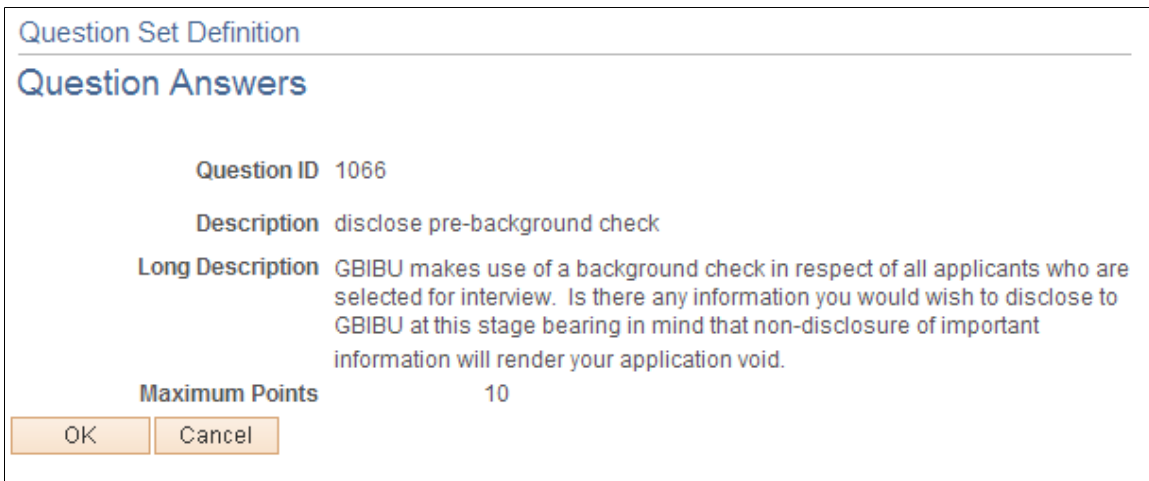 Question Set Definition
Question Answers
Question ID 1066
Description disclose pre-background check
Long Description GBIBU makes use of a background check in respect of all applicants who are
selected for interview.  Is there any information you would wish to disclose to
GBIBU at this stage bearing in mind that non-disclosure of important
information will render your application void.
Maximum Points 10
OK Cancel